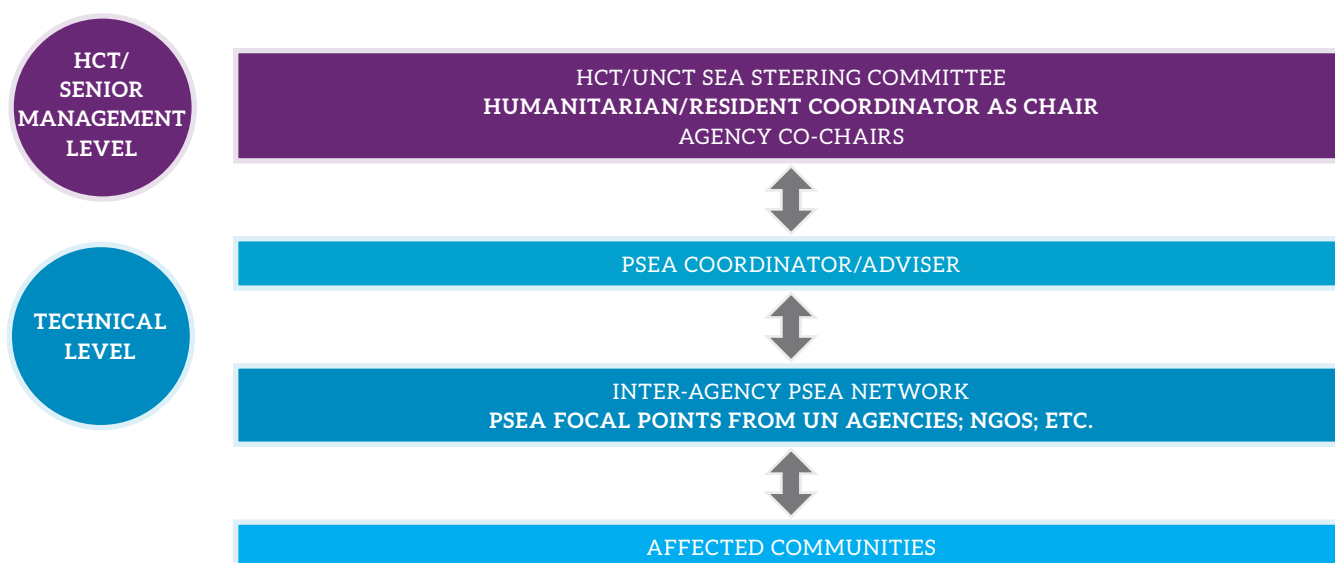 HCT/
SENIOR
MANAGEMENT
LEVEL
HCT/UNCT SEA STEERING COMMITTEE
HUMANITARIAN/RESIDENT COORDINATOR AS CHAIR
AGENCY CO-CHAIRS
TECHNICAL
LEVEL
PSEA COORDINATOR/ADVISER
INTER-AGENCY PSEA NETWORK
PSEA FOCAL POINTS FROM UN AGENCIES; NGOS; ETC.
AFFECTED COMMUNITIES